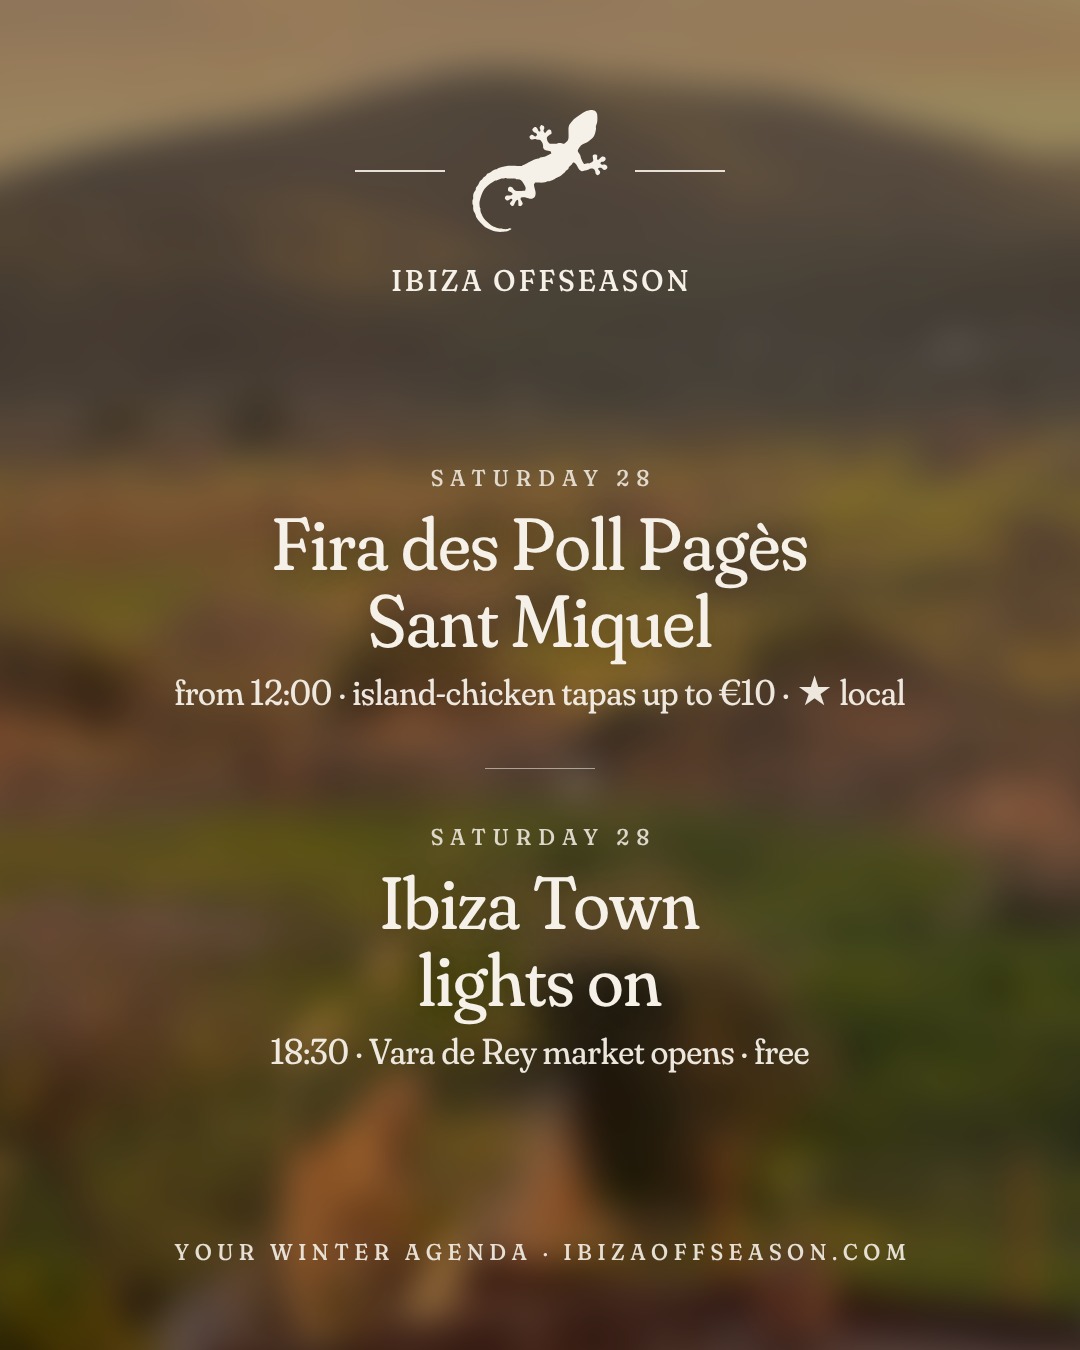 IBIZA OFFSEASON
SATURDAY 28
Fira des Poll Pagès
Sant Miquel
from 12:00 · island-chicken tapas up to €10 · ★ local
SATURDAY 28
Ibiza Town
lights on
18:30 · Vara de Rey market opens · free
YOUR WINTER AGENDA · IBIZAOFFSEASON.COM